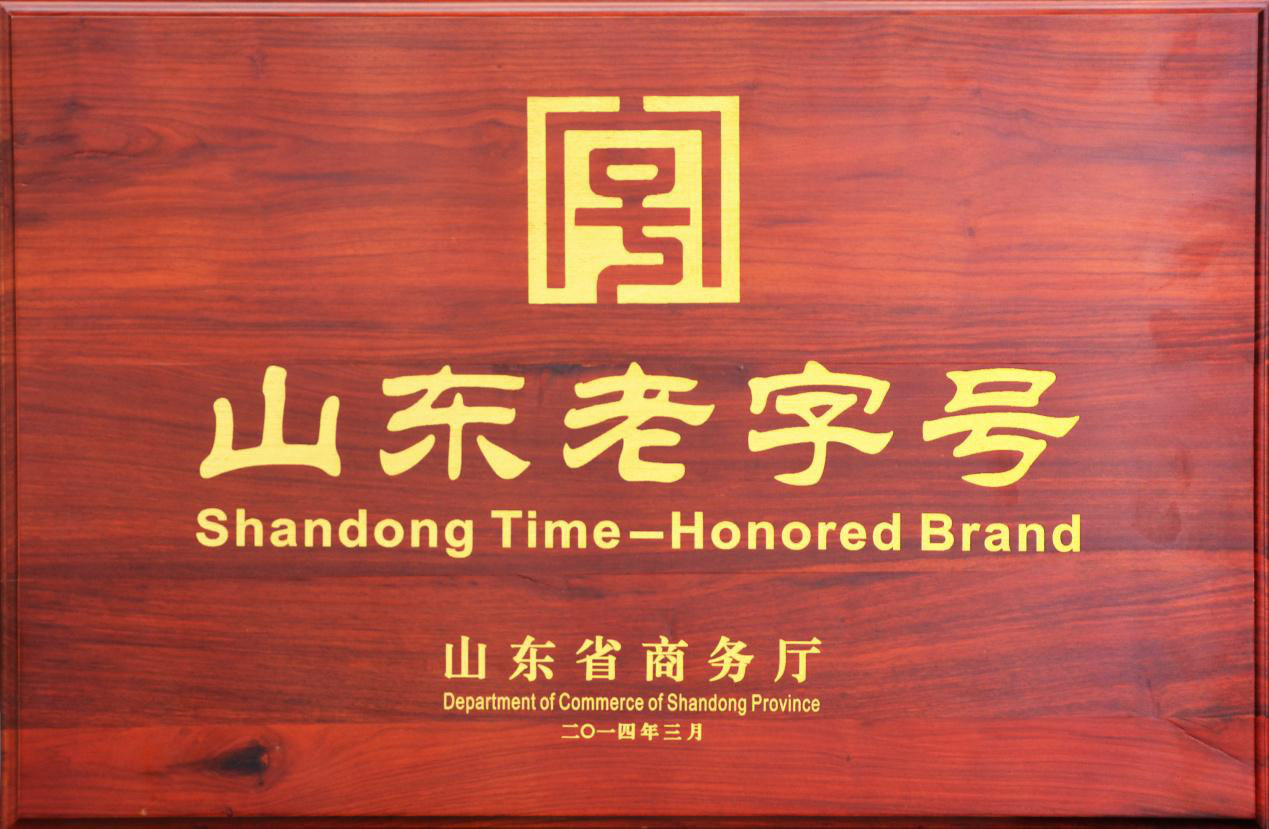 山东老字号
Shandong Time-Honored Brand
山东省商务厅
Department of Commerce of Shandong Province
二〇一四年三月